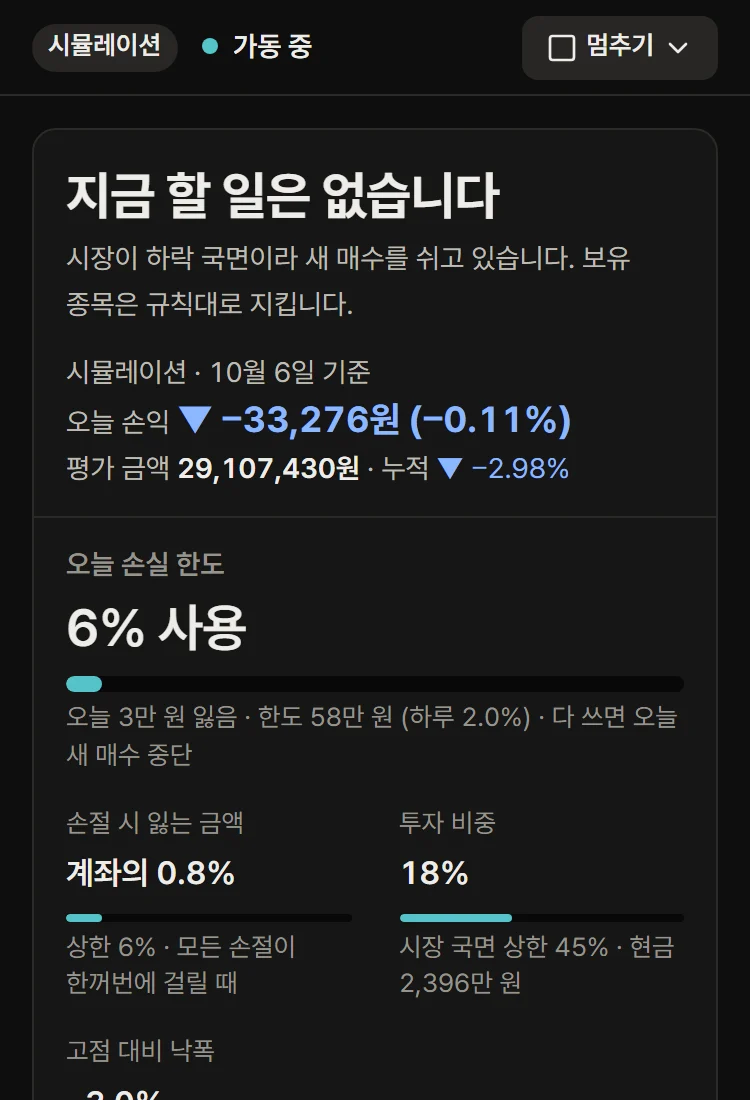 시뮬레이션 가동 중 멈추기
지금 할 일은 없습니다
시장이 하락 국면이라 새 매수를 쉬고 있습니다. 보유
종목은 규칙대로 지킵니다.
시뮬레이션 · 10월 6일 기준
오늘 손익 ▼ −33,276원 (−0.11%)
평가 금액 29,107,430원 · 누적 ▼ −2.98%
오늘 손실 한도
6% 사용
오늘 3만 원 잃음 · 한도 58만 원 (하루 2.0%) · 다 쓰면 오늘
새 매수 중단
손절 시 잃는 금액
계좌의 0.8%
상한 6% · 모든 손절이
한꺼번에 걸릴 때
투자 비중
18%
시장 국면 상한 45% · 현금
2,396만 원
고점 대비 낙폭